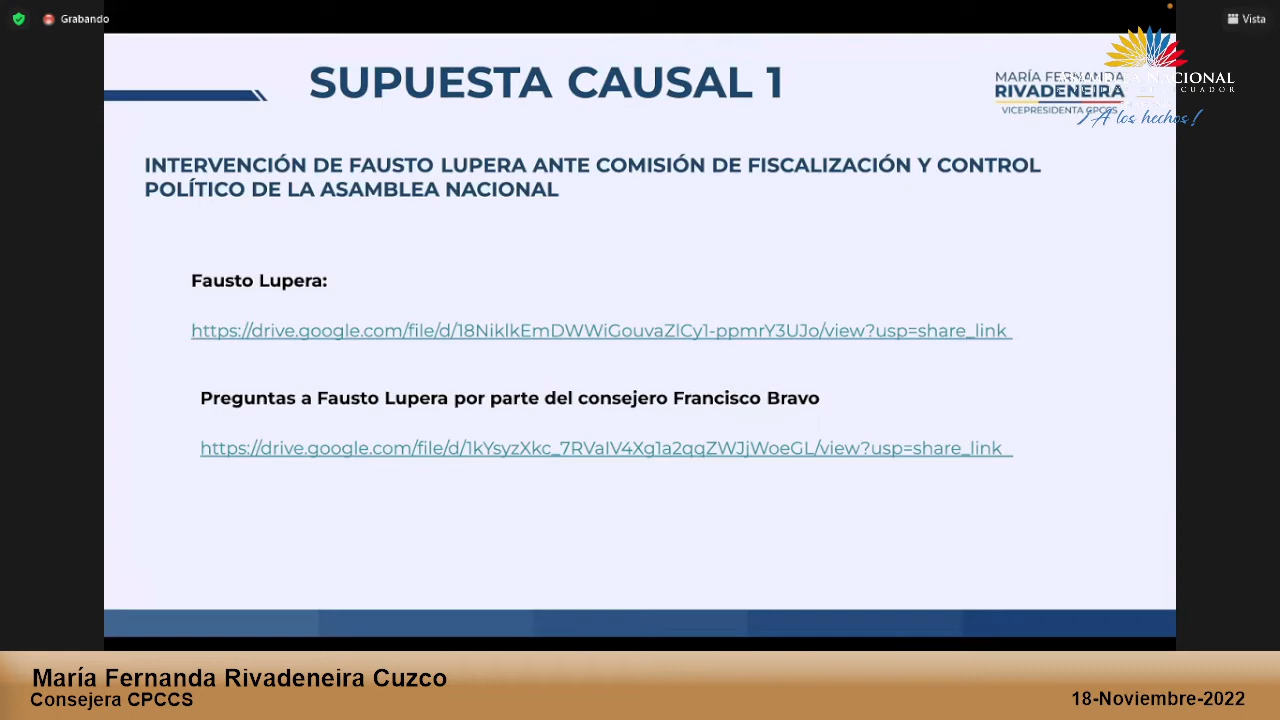 Grabando
Vista
SUPUESTA CAUSAL 1
MARÍA FERNANDA
RIVADENEIRA
VICEPRESIDENTA CPCCS
NACIONAL
¡A los hechos!
INTERVENCIÓN DE FAUSTO LUPERA ANTE COMISIÓN DE FISCALIZACIÓN Y CONTROL
POLÍTICO DE LA ASAMBLEA NACIONAL
Fausto Lupera:
https://drive.google.com/file/d/18NiklkEmDWWiGouvaZlCy1-ppmrY3UJo/view?usp=share_link
Preguntas a Fausto Lupera por parte del consejero Francisco Bravo
https://drive.google.com/file/d/1kYsyzXkc_7RVaIV4Xg1a2qqZWJjWoeGL/view?usp=share_link
María Fernanda Rivadeneira Cuzco
Consejera CPCCS
18-Noviembre-2022